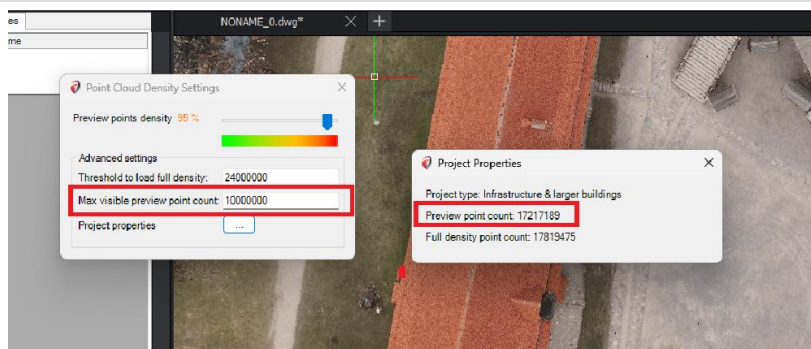 es
NONAME_0.dwg*
me
Point Cloud Density Settings
Preview points density 95 %
Advanced settings
Threshold to load full density: 24000000
Max visible preview point count: 10000000
Project properties ...
Project Properties
Project type: Infrastructure & larger buildings
Preview point count: 17217189
Full density point count: 17819475